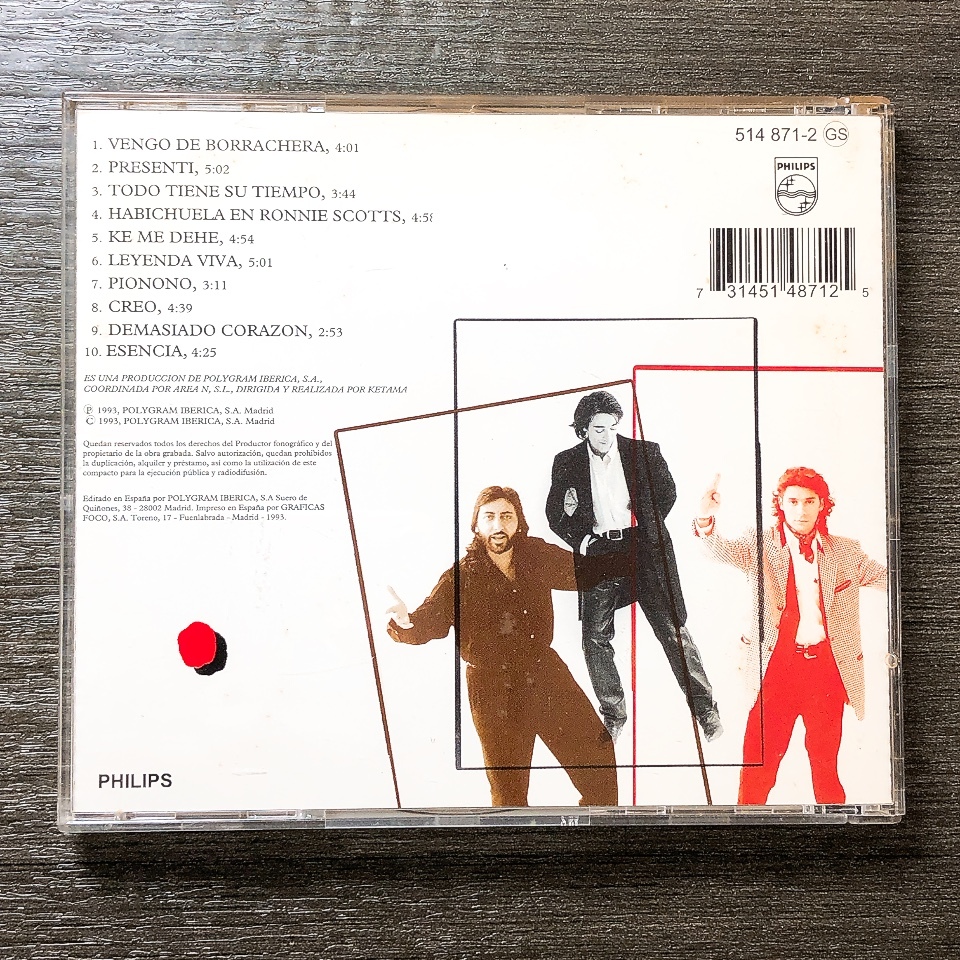 1. VENGO DE BORRACHERA, 4:01
2. PRESENTI, 5:02
3. TODO TIENE SU TIEMPO, 3:44
4. HABICHUELA EN RONNIE SCOTTS, 4:58
5. KE ME DEHE, 4:54
6. LEYENDA VIVA, 5:01
7. PIONONO, 3:11
8. CREO, 4:39
9. DEMASIADO CORAZON, 2:53
10. ESENCIA, 4:25
ES UNA PRODUCCION DE POLYGRAM IBERICA, S.A.,
COORDINADA POR AREA N, S.L., DIRIGIDA Y REALIZADA POR KETAMA
Ⓟ 1993, POLYGRAM IBERICA, S.A. Madrid
© 1993, POLYGRAM IBERICA, S.A. Madrid
Quedan reservados todos los derechos del Productor fonográfico y del
propietario de la obra grabada. Salvo autorización, quedan prohibidos
la duplicación, alquiler y préstamo, así como la utilización de este
compacto para la ejecución pública y radiodifusión.
Editado en España por POLYGRAM IBERICA, S.A Suero de
Quiñones, 38 - 28002 Madrid. Impreso en España por GRAFICAS
FOCO, S.A. Toreno, 17 - Fuenlabrada - Madrid - 1993.
PHILIPS
514 871-2 GS
PHILIPS
7 31451 48712 5